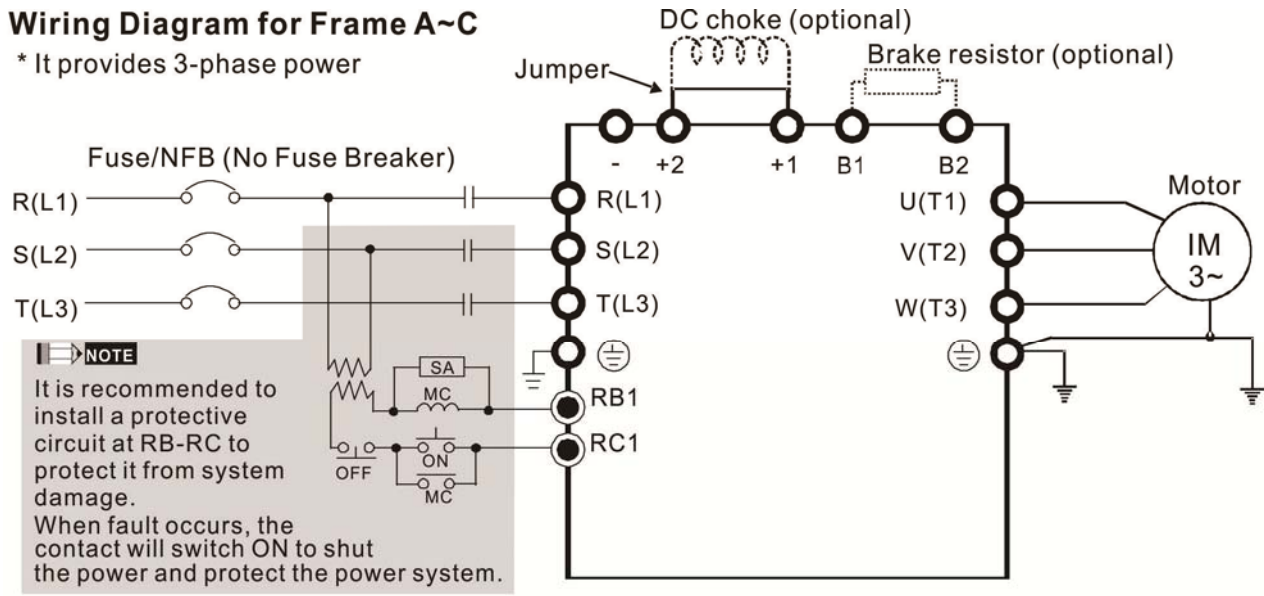 Wiring Diagram for Frame A~C
* It provides 3-phase power
DC choke (optional)
Jumper
Brake resistor (optional)
Fuse/NFB (No Fuse Breaker)
- +2 +1 B1 B2
R(L1)
S(L2)
T(L3)
R(L1)
S(L2)
T(L3)
RB1
RC1
U(T1)
V(T2)
W(T3)
Motor
IM
3~
SA
MC
OFF
ON
MC
NOTE
It is recommended to
install a protective
circuit at RB-RC to
protect it from system
damage.
When fault occurs, the
contact will switch ON to shut
the power and protect the power system.